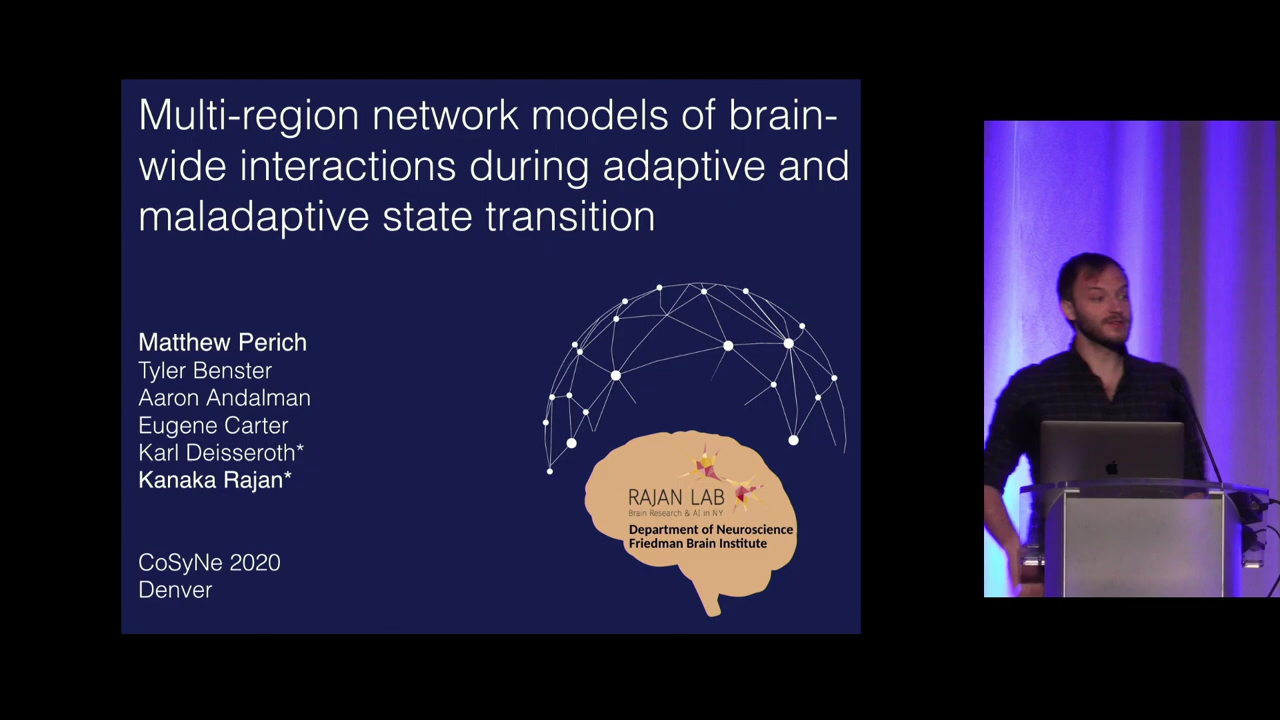 Multi-region network models of brain-
wide interactions during adaptive and
maladaptive state transition
Matthew Perich
Tyler Benster
Aaron Andalman
Eugene Carter
Karl Deisseroth*
Kanaka Rajan*
CoSyNe 2020
Denver
RAJAN LAB
Brain Research & AI in NY
Department of Neuroscience
Friedman Brain Institute